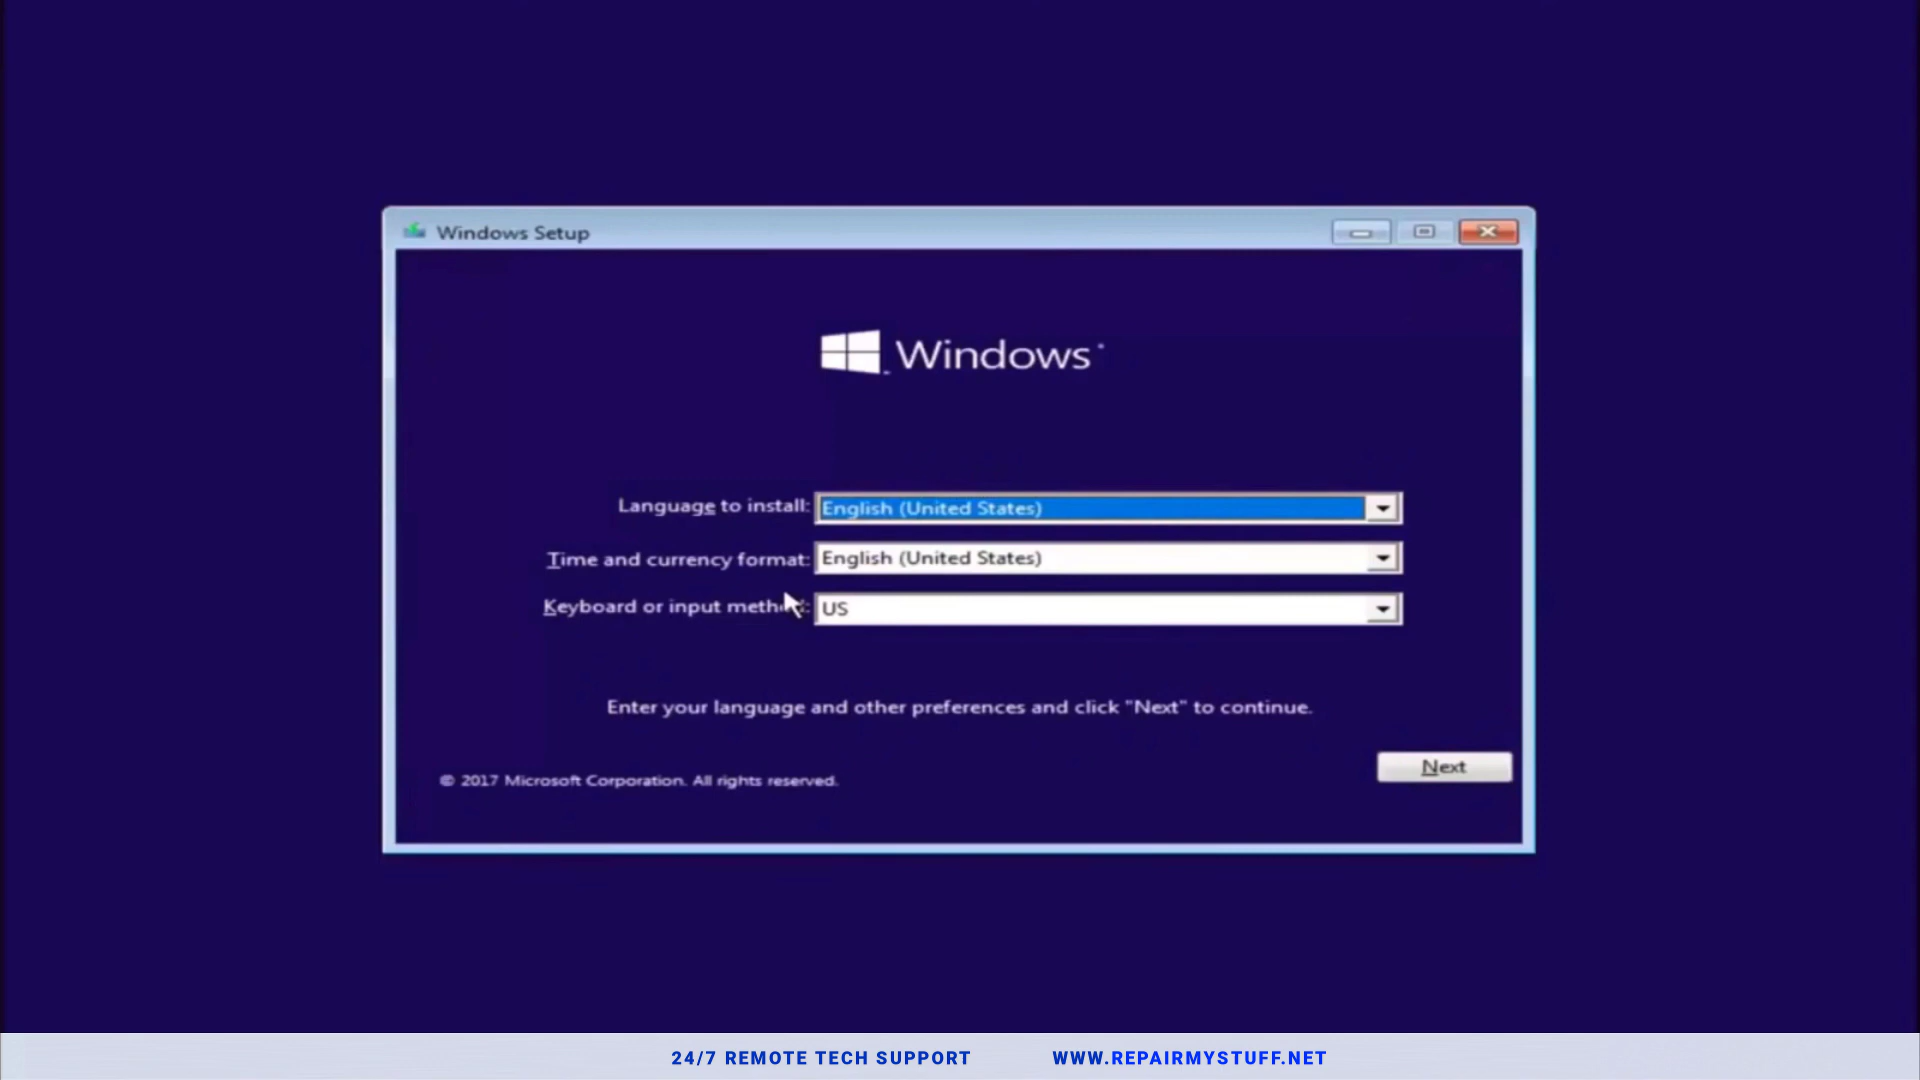 Windows Setup
Windows
Language to install: English (United States)
Time and currency format: English (United States)
Keyboard or input method: US
Enter your language and other preferences and click "Next" to continue.
Next
© 2017 Microsoft Corporation. All rights reserved.
24/7 REMOTE TECH SUPPORT WWW.REPAIRMYSTUFF.NET